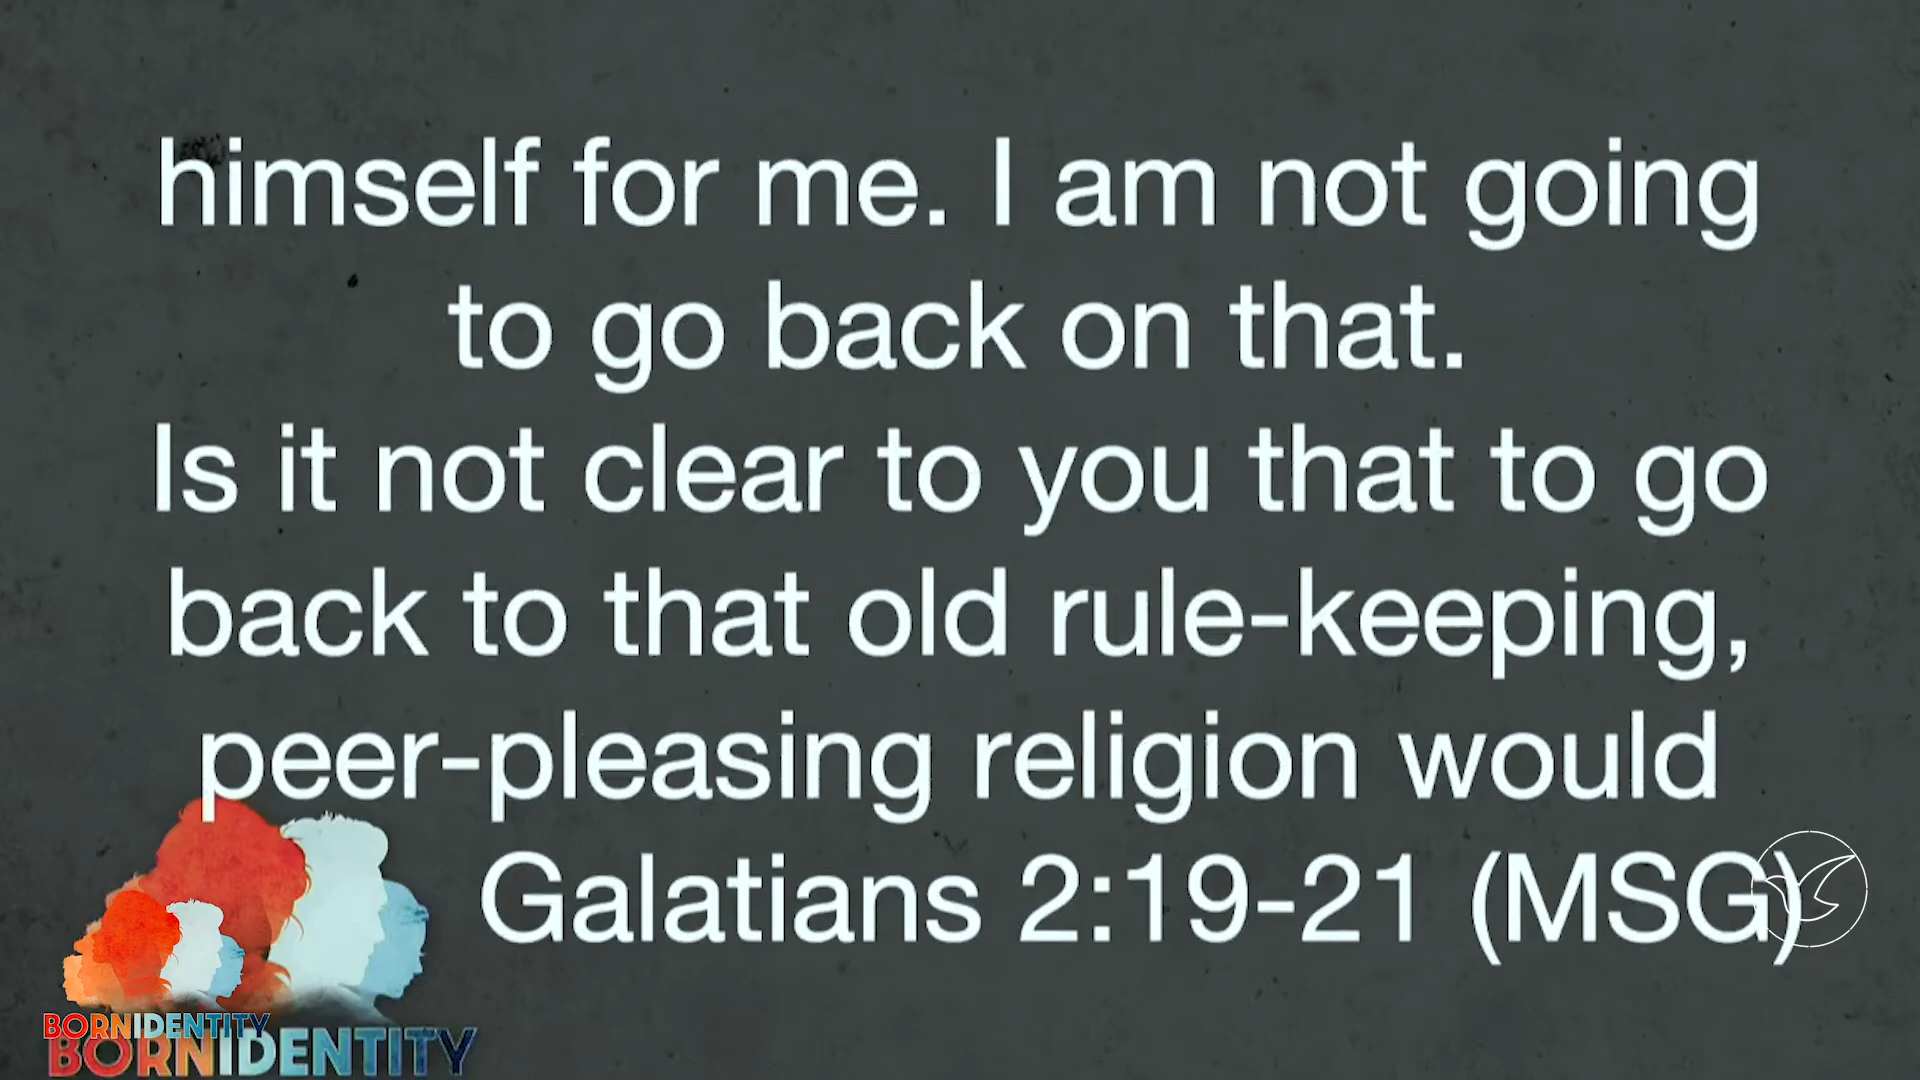 himself for me. I am not going
to go back on that.
Is it not clear to you that to go
back to that old rule-keeping,
peer-pleasing religion would
Galatians 2:19-21 (MSG)
BORNIDENTITY
BORNIDENTITY